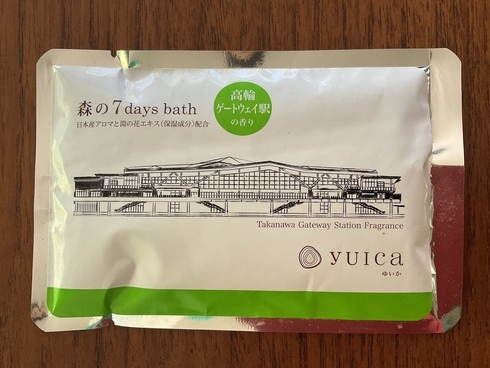 森の7days bath
日本産アロマと湯の花エキス(保湿成分)配合
高輪
ゲートウェイ駅
の香り
Takanawa Gateway Station Fragrance
yuica
ゆいか